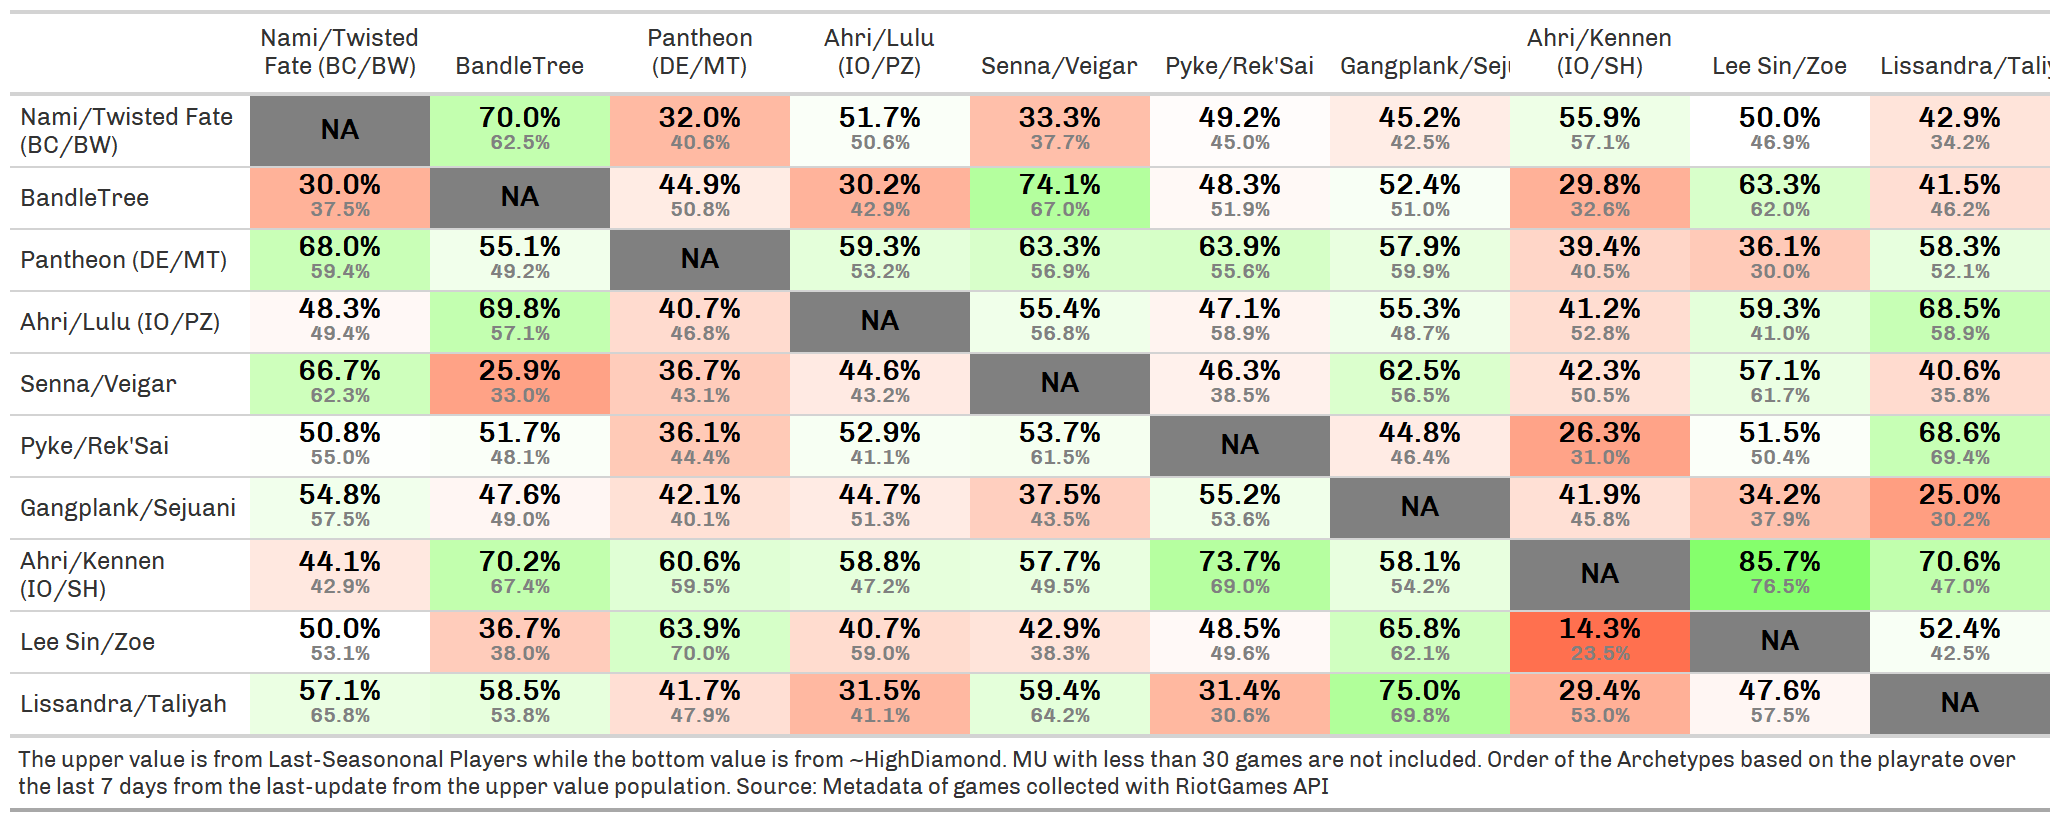 Nami/Twisted Fate (BC/BW) BandleTree Pantheon (DE/MT) Ahri/Lulu (IO/PZ) Senna/Veigar Pyke/Rek'Sai Gangplank/Seju Ahri/Kennen (IO/SH) Lee Sin/Zoe Lissandra/Taliy
Nami/Twisted Fate (BC/BW) NA 70.0% 32.0% 51.7% 33.3% 49.2% 45.2% 55.9% 50.0% 42.9%
62.5% 40.6% 50.6% 37.7% 45.0% 42.5% 57.1% 46.9% 34.2%
BandleTree 30.0% NA 44.9% 30.2% 74.1% 48.3% 52.4% 29.8% 63.3% 41.5%
37.5% 50.8% 42.9% 67.0% 51.9% 51.0% 32.6% 62.0% 46.2%
Pantheon (DE/MT) 68.0% 55.1% NA 59.3% 63.3% 63.9% 57.9% 39.4% 36.1% 58.3%
59.4% 49.2% 53.2% 56.9% 55.6% 59.9% 40.5% 30.0% 52.1%
Ahri/Lulu (IO/PZ) 48.3% 69.8% 40.7% NA 55.4% 47.1% 55.3% 41.2% 59.3% 68.5%
49.4% 57.1% 46.8% 56.8% 58.9% 48.7% 52.8% 41.0% 58.9%
Senna/Veigar 66.7% 25.9% 36.7% 44.6% NA 46.3% 62.5% 42.3% 57.1% 40.6%
62.3% 33.0% 43.1% 43.2% 38.5% 56.5% 50.5% 61.7% 35.8%
Pyke/Rek'Sai 50.8% 51.7% 36.1% 52.9% 53.7% NA 44.8% 26.3% 51.5% 68.6%
55.0% 48.1% 44.4% 41.1% 61.5% 46.4% 31.0% 50.4% 69.4%
Gangplank/Sejuani 54.8% 47.6% 42.1% 44.7% 37.5% 55.2% NA 41.9% 34.2% 25.0%
57.5% 49.0% 40.1% 51.3% 43.5% 53.6% 45.8% 37.9% 30.2%
Ahri/Kennen (IO/SH) 44.1% 70.2% 60.6% 58.8% 57.7% 73.7% 58.1% NA 85.7% 70.6%
42.9% 67.4% 59.5% 47.2% 49.5% 69.0% 54.2% 76.5% 47.0%
Lee Sin/Zoe 50.0% 36.7% 63.9% 40.7% 42.9% 48.5% 65.8% 14.3% NA 52.4%
53.1% 38.0% 70.0% 59.0% 38.3% 49.6% 62.1% 23.5% 42.5%
Lissandra/Taliyah 57.1% 58.5% 41.7% 31.5% 59.4% 31.4% 75.0% 29.4% 47.6% NA
65.8% 53.8% 47.9% 41.1% 64.2% 30.6% 69.8% 53.0% 57.5%
The upper value is from Last-Seasononal Players while the bottom value is from ~HighDiamond. MU with less than 30 games are not included. Order of the Archetypes based on the playrate over
the last 7 days from the last-update from the upper value population. Source: Metadata of games collected with RiotGames API